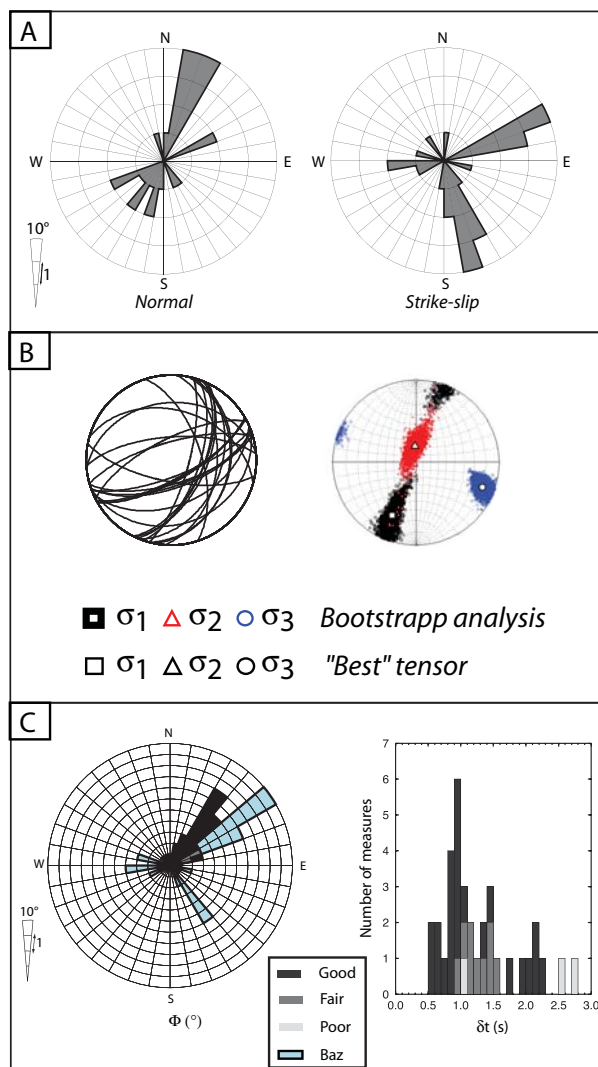 A
N
N
W
E
W
E
10°
1
S
S
Normal
Strike-slip
B
σ1 σ2 σ3 Bootstrapp analysis
σ1 σ2 σ3 "Best" tensor
C
N
W
E
10°
1
S
Φ (°)
Good
Fair
Poor
Baz
7
6
5
4
3
2
1
0
Number of measures
0.0 0.5 1.0 1.5 2.0 2.5 3.0
δt (s)